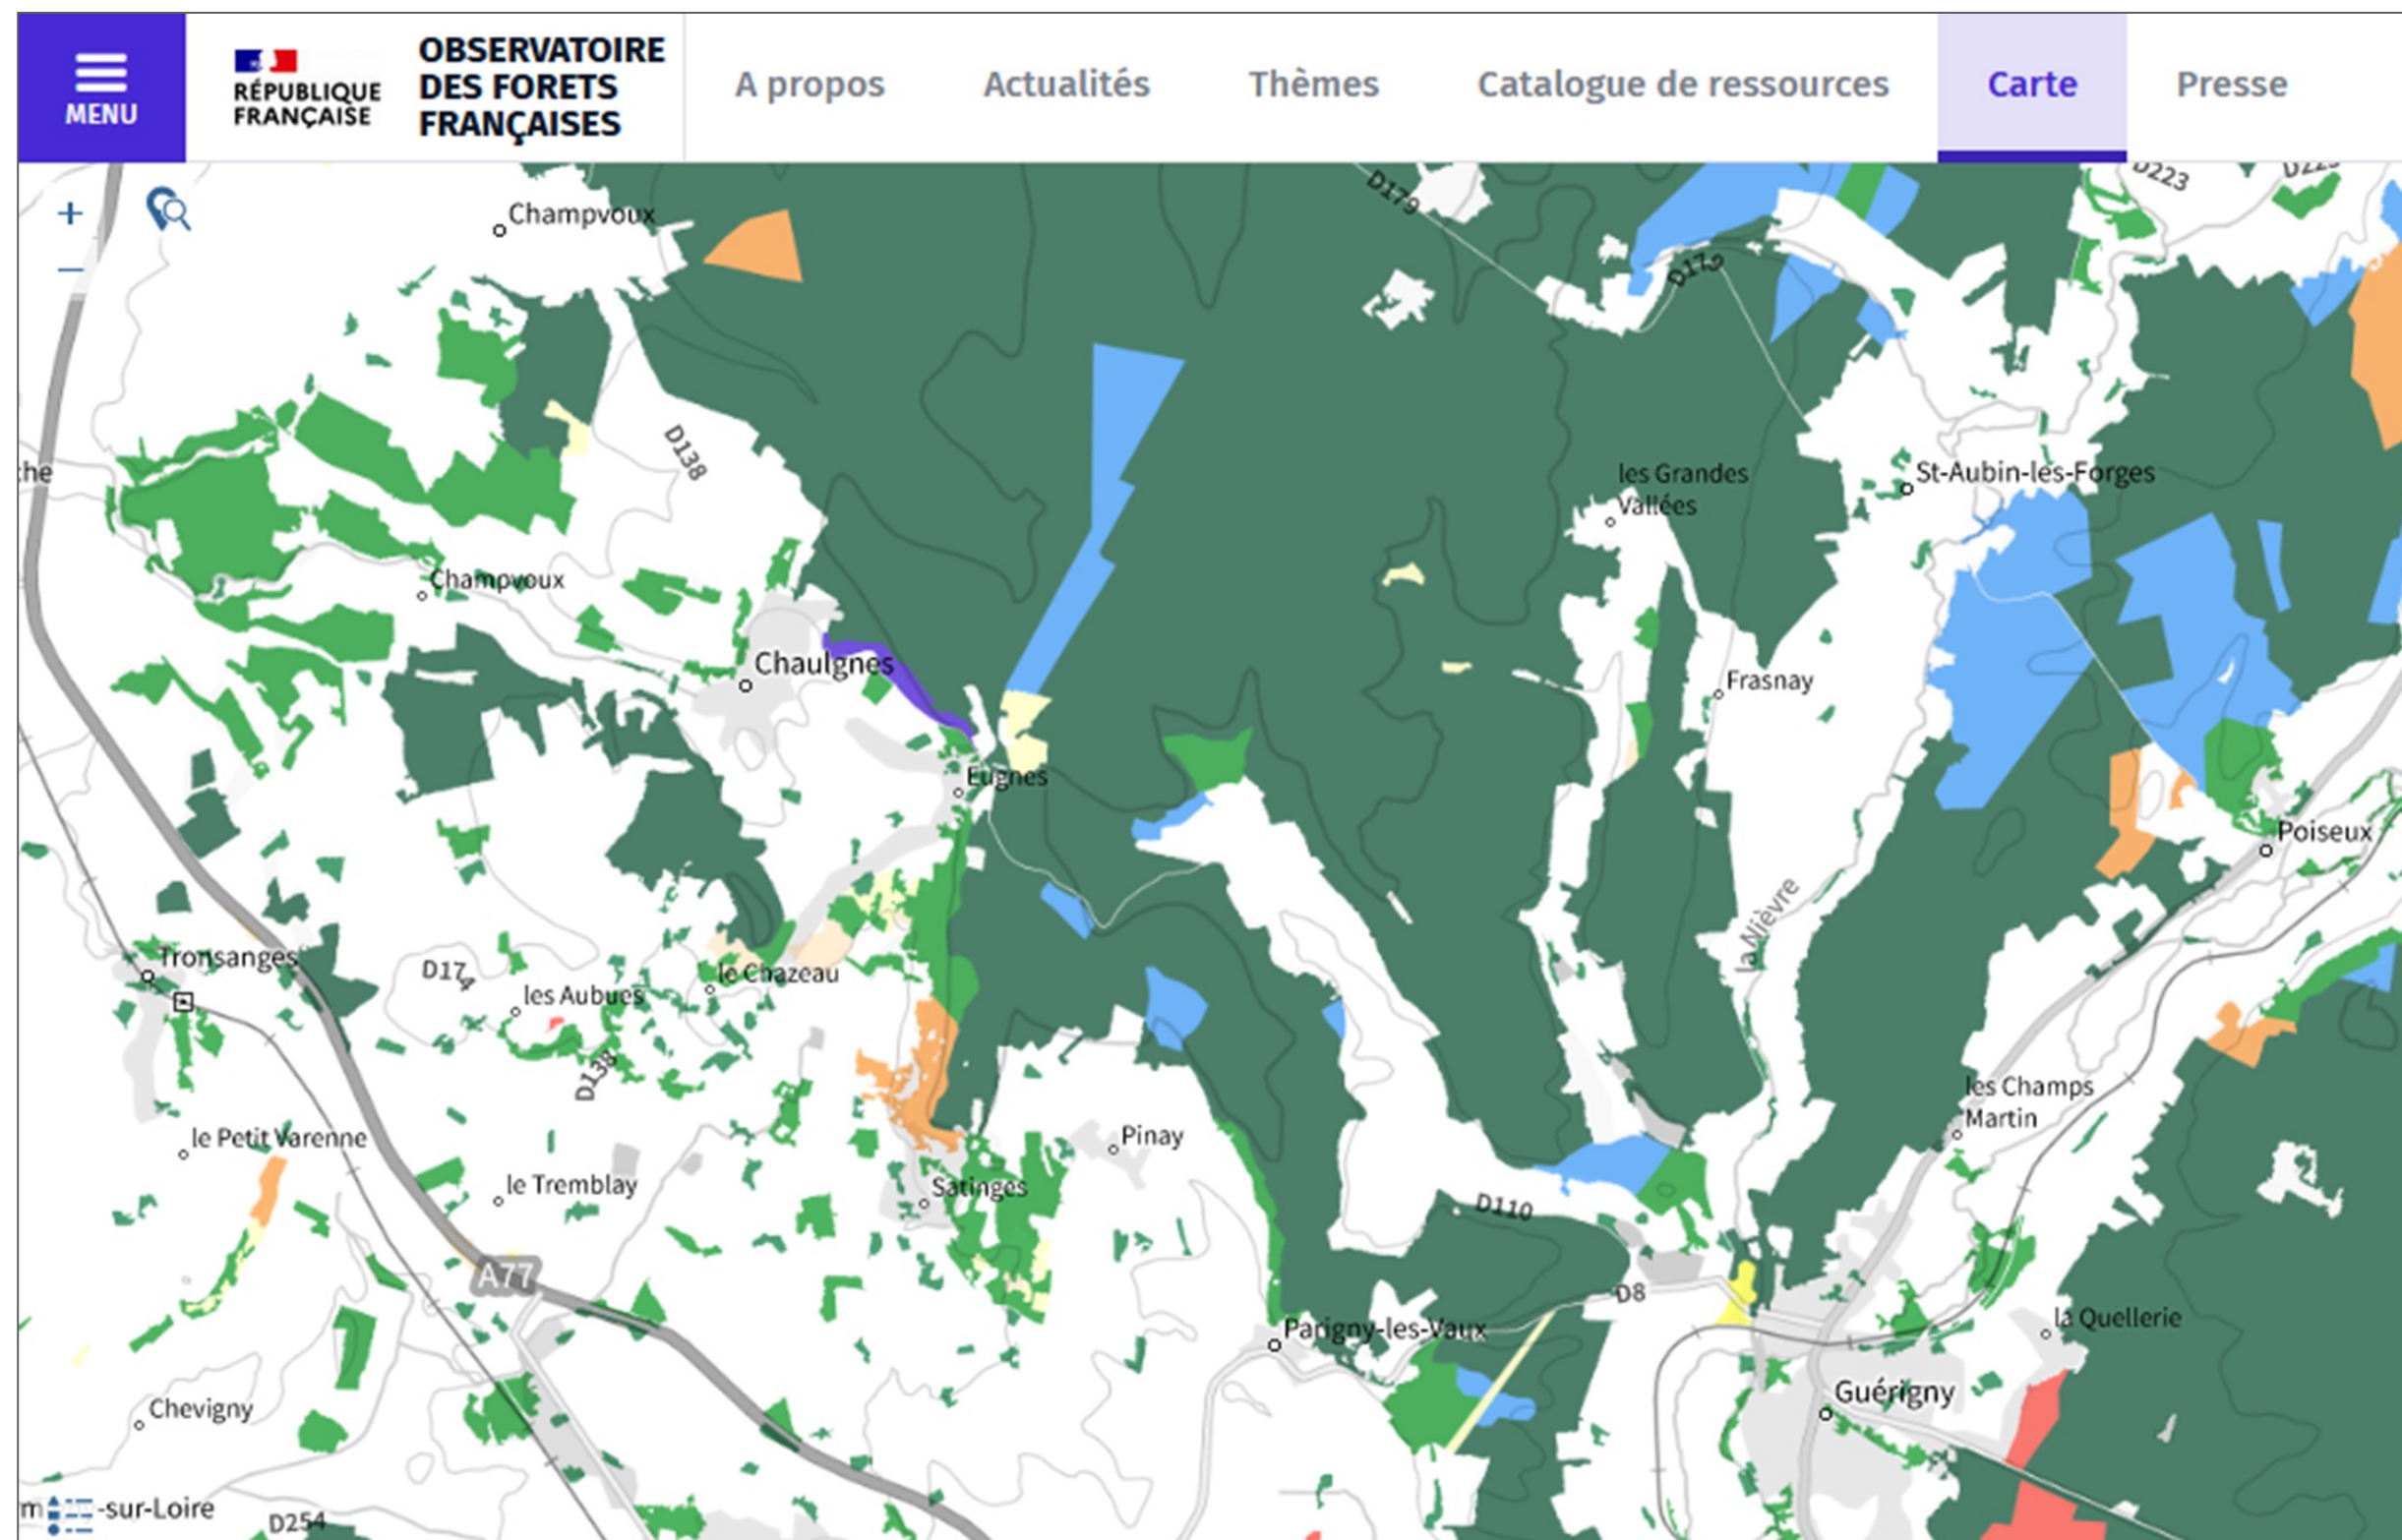 MENU
RÉPUBLIQUE
FRANÇAISE
OBSERVATOIRE
DES FORETS
FRANÇAISES
A propos
Actualités
Thèmes
Catalogue de ressources
Carte
Presse
Champvoux
D179
D223
D138
les Grandes
Vallées
St-Aubin-les-Forges
Champvoux
Chaulgnes
Frasnay
Eugnes
Poiseux
la Nièvre
Tronsanges
D174
les Aubues
le Chazeau
D138
les Champs
Martin
le Petit Varenne
Pinay
le Tremblay
Satinges
D110
A77
D8
Parigny-les-Vaux
la Quellerie
Guérigny
Chevigny
-sur-Loire
D254